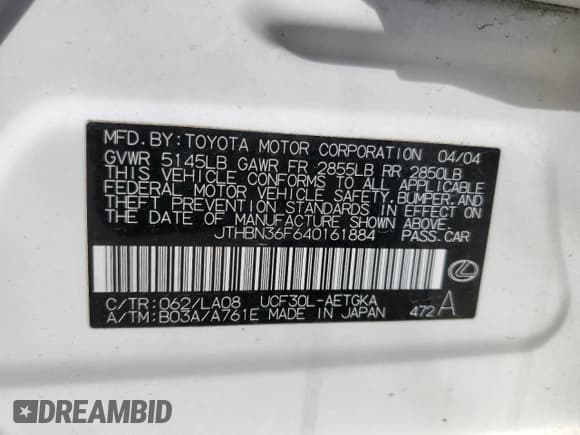 MFD. BY: TOYOTA MOTOR CORPORATION 04/04
GVWR 5145LB GAWR FR 2855LB RR 2850LB
THIS VEHICLE CONFORMS TO ALL APPLICABLE
FEDERAL MOTOR VEHICLE SAFETY, BUMPER, AND
THEFT PREVENTION STANDARDS IN EFFECT ON
THE DATE OF MANUFACTURE SHOWN ABOVE.
JTHBN36F640161884 PASS. CAR
C/TR: 062/LA08 UCF30L-AETGKA
A/TM: B03A/A761E MADE IN JAPAN 472 A
DREAMBID